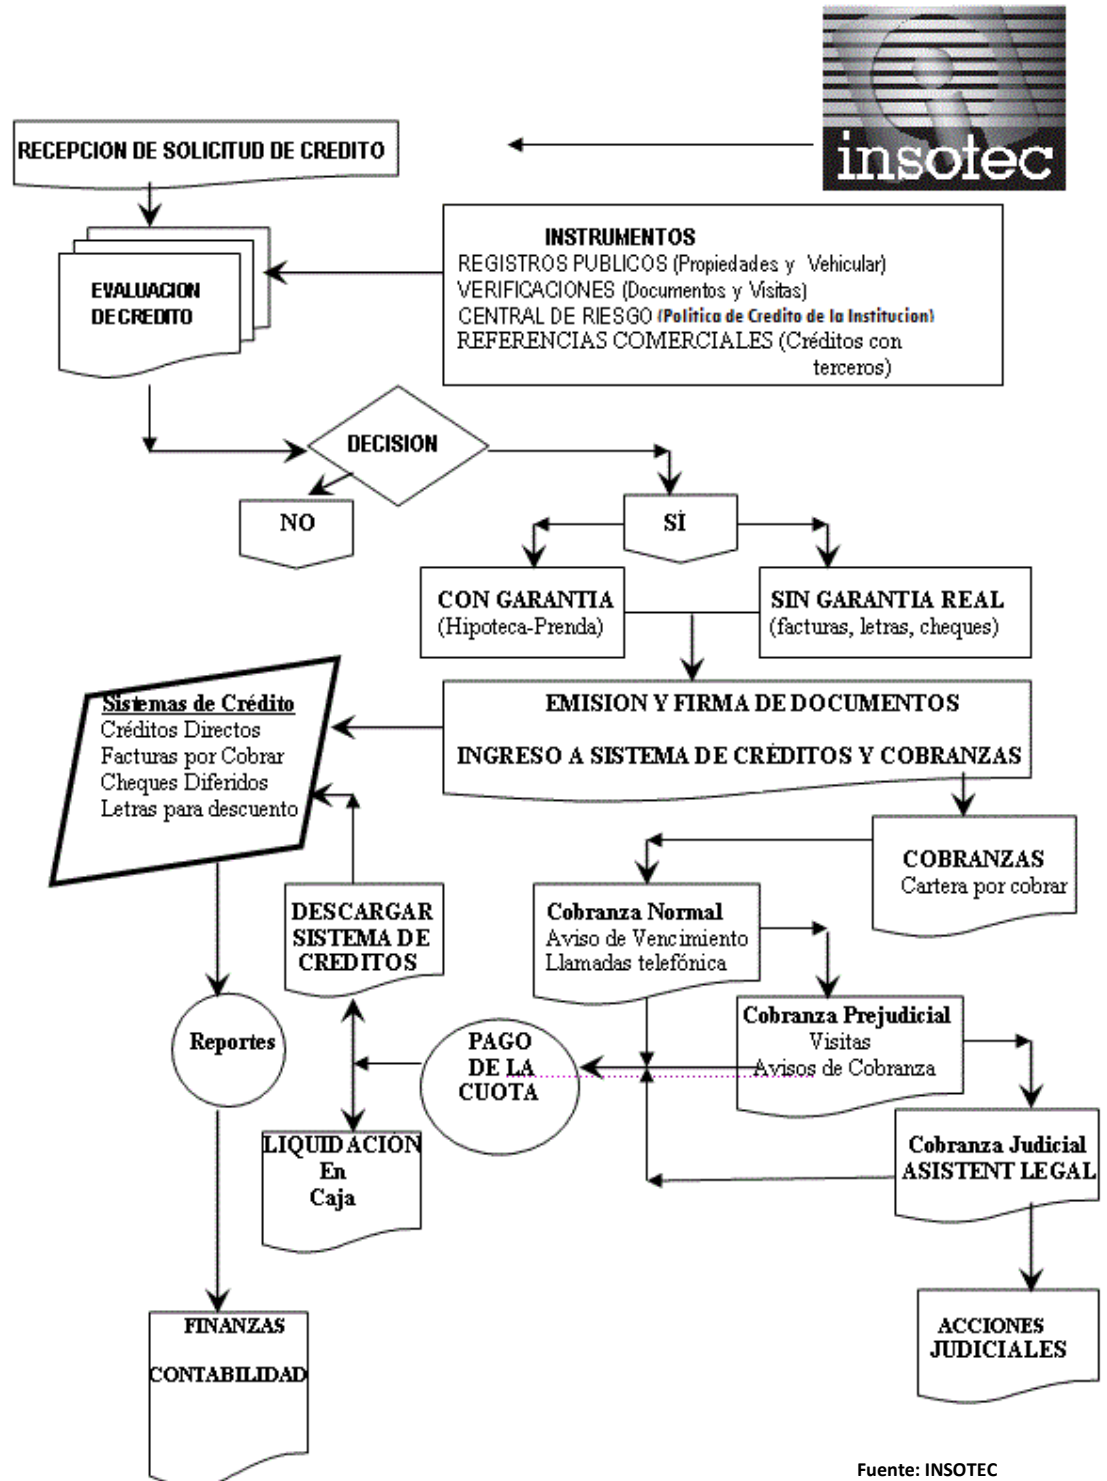 insotec
RECEPCION DE SOLICITUD DE CREDITO
INSTRUMENTOS
REGISTROS PUBLICOS (Propiedades y Vehicular)
VERIFICACIONES (Documentos y Visitas)
CENTRAL DE RIESGO (Politica de Credito de la Institucion)
REFERENCIAS COMERCIALES (Créditos con
terceros)
EVALUACION
DE CREDITO
DECISION
NO
SÍ
CON GARANTIA
(Hipoteca-Prenda)
SIN GARANTIA REAL
(facturas, letras, cheques)
EMISION Y FIRMA DE DOCUMENTOS
INGRESO A SISTEMA DE CRÉDITOS Y COBRANZAS
Sistemas de Crédito
Créditos Directos
Facturas por Cobrar
Cheques Diferidos
Letras para descuento
COBRANZAS
Cartera por cobrar
DESCARGAR
SISTEMA DE
CREDITOS
Cobranza Normal
Aviso de Vencimiento
Llamadas telefónica
Cobranza Prejudicial
Visitas
Avisos de Cobranza
Reportes
PAGO
DE LA
CUOTA
LIQUIDACIÓN
En
Caja
Cobranza Judicial
ASISTENT LEGAL
FINANZAS
CONTABILIDAD
ACCIONES
JUDICIALES
Fuente: INSOTEC